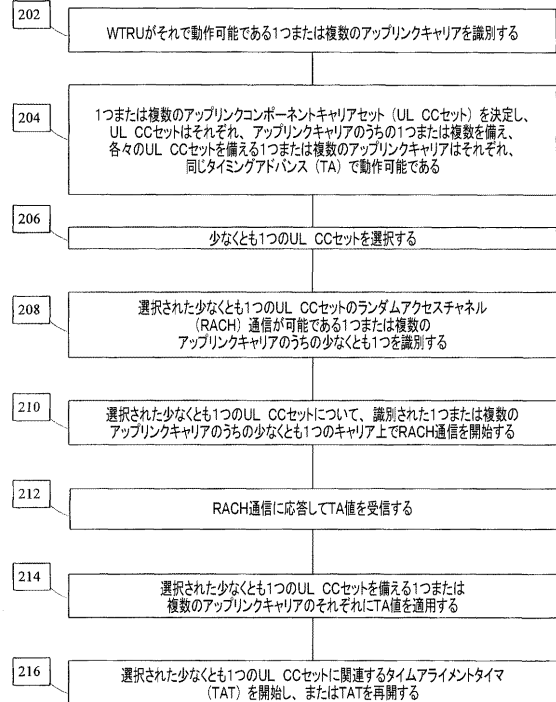 202
WTRUがそれで動作可能である1つまたは複数のアップリンクキャリアを識別する
204
1つまたは複数のアップリンクコンポーネントキャリアセット（UL CCセット）を決定し、
UL CCセットはそれぞれ、アップリンクキャリアのうちの1つまたは複数を備え、
各々のUL CCセットを備える1つまたは複数のアップリンクキャリアはそれぞれ、
同じタイミングアドバンス（TA）で動作可能である
206
少なくとも1つのUL CCセットを選択する
208
選択された少なくとも1つのUL CCセットのランダムアクセスチャネル
（RACH）通信が可能である1つまたは複数の
アップリンクキャリアのうちの少なくとも1つを識別する
210
選択された少なくとも1つのUL CCセットについて、識別された1つまたは複数の
アップリンクキャリアのうちの少なくとも1つのキャリア上でRACH通信を開始する
212
RACH通信に応答してTA値を受信する
214
選択された少なくとも1つのUL CCセットを備える1つまたは
複数のアップリンクキャリアのそれぞれにTA値を適用する
216
選択された少なくとも1つのUL CCセットに関連するタイムアライメントタイマ
（TAT）を開始し、またはTATを再開する